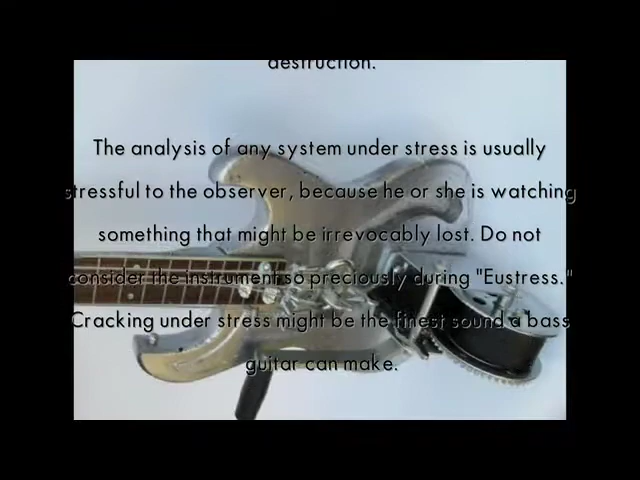 destruction.
The analysis of any system under stress is usually
stressful to the observer, because he or she is watching
something that might be irrevocably lost. Do not
consider the instrument so preciously during "Eustress."
Cracking under stress might be the finest sound a bass
guitar can make.